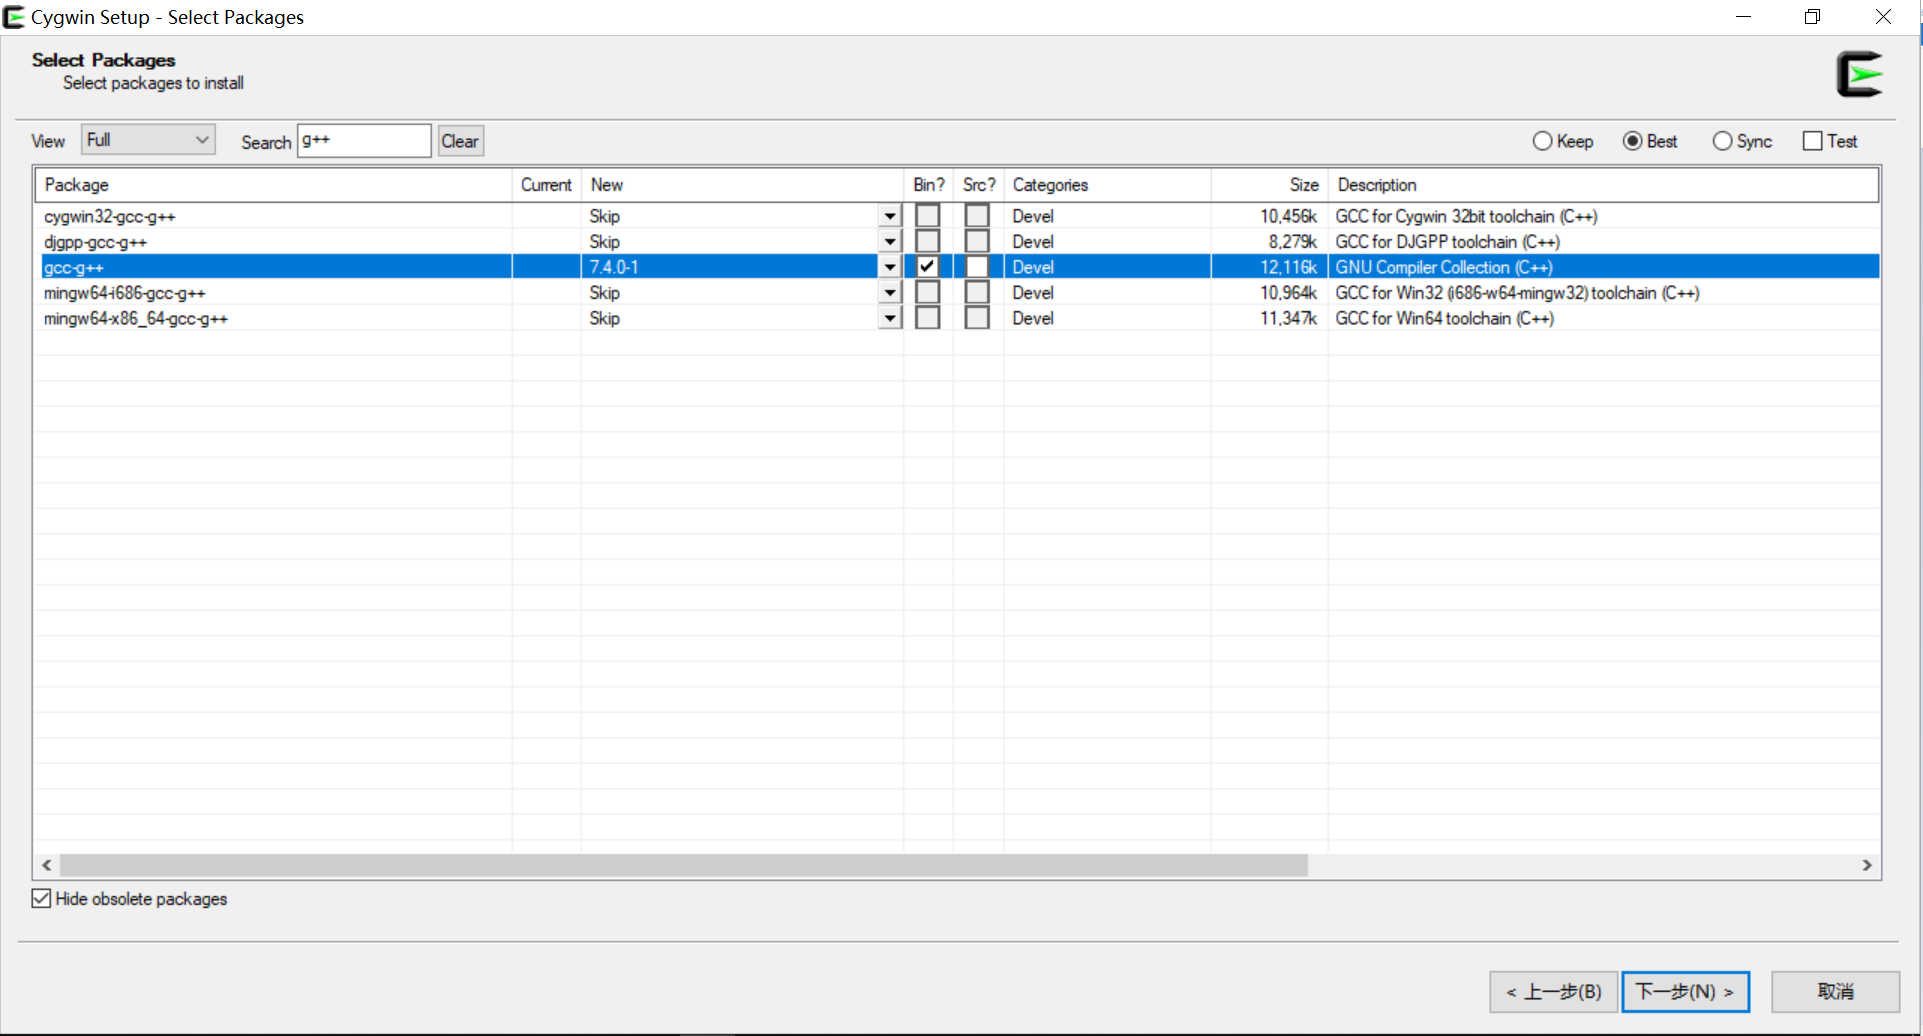 Cygwin Setup - Select Packages
Select Packages
Select packages to install
View Full Search g++ Clear Keep Best Sync Test
Package Current New Bin? Src? Categories Size Description
cygwin32-gcc-g++ Skip Devel 10,456k GCC for Cygwin 32bit toolchain (C++)
djgpp-gcc-g++ Skip Devel 8,279k GCC for DJGPP toolchain (C++)
gcc-g++ 7.4.0-1 Devel 12,116k GNU Compiler Collection (C++)
mingw64-i686-gcc-g++ Skip Devel 10,964k GCC for Win32 (i686-w64-mingw32) toolchain (C++)
mingw64-x86_64-gcc-g++ Skip Devel 11,347k GCC for Win64 toolchain (C++)
Hide obsolete packages
< 上一步(B) 下一步(N) > 取消